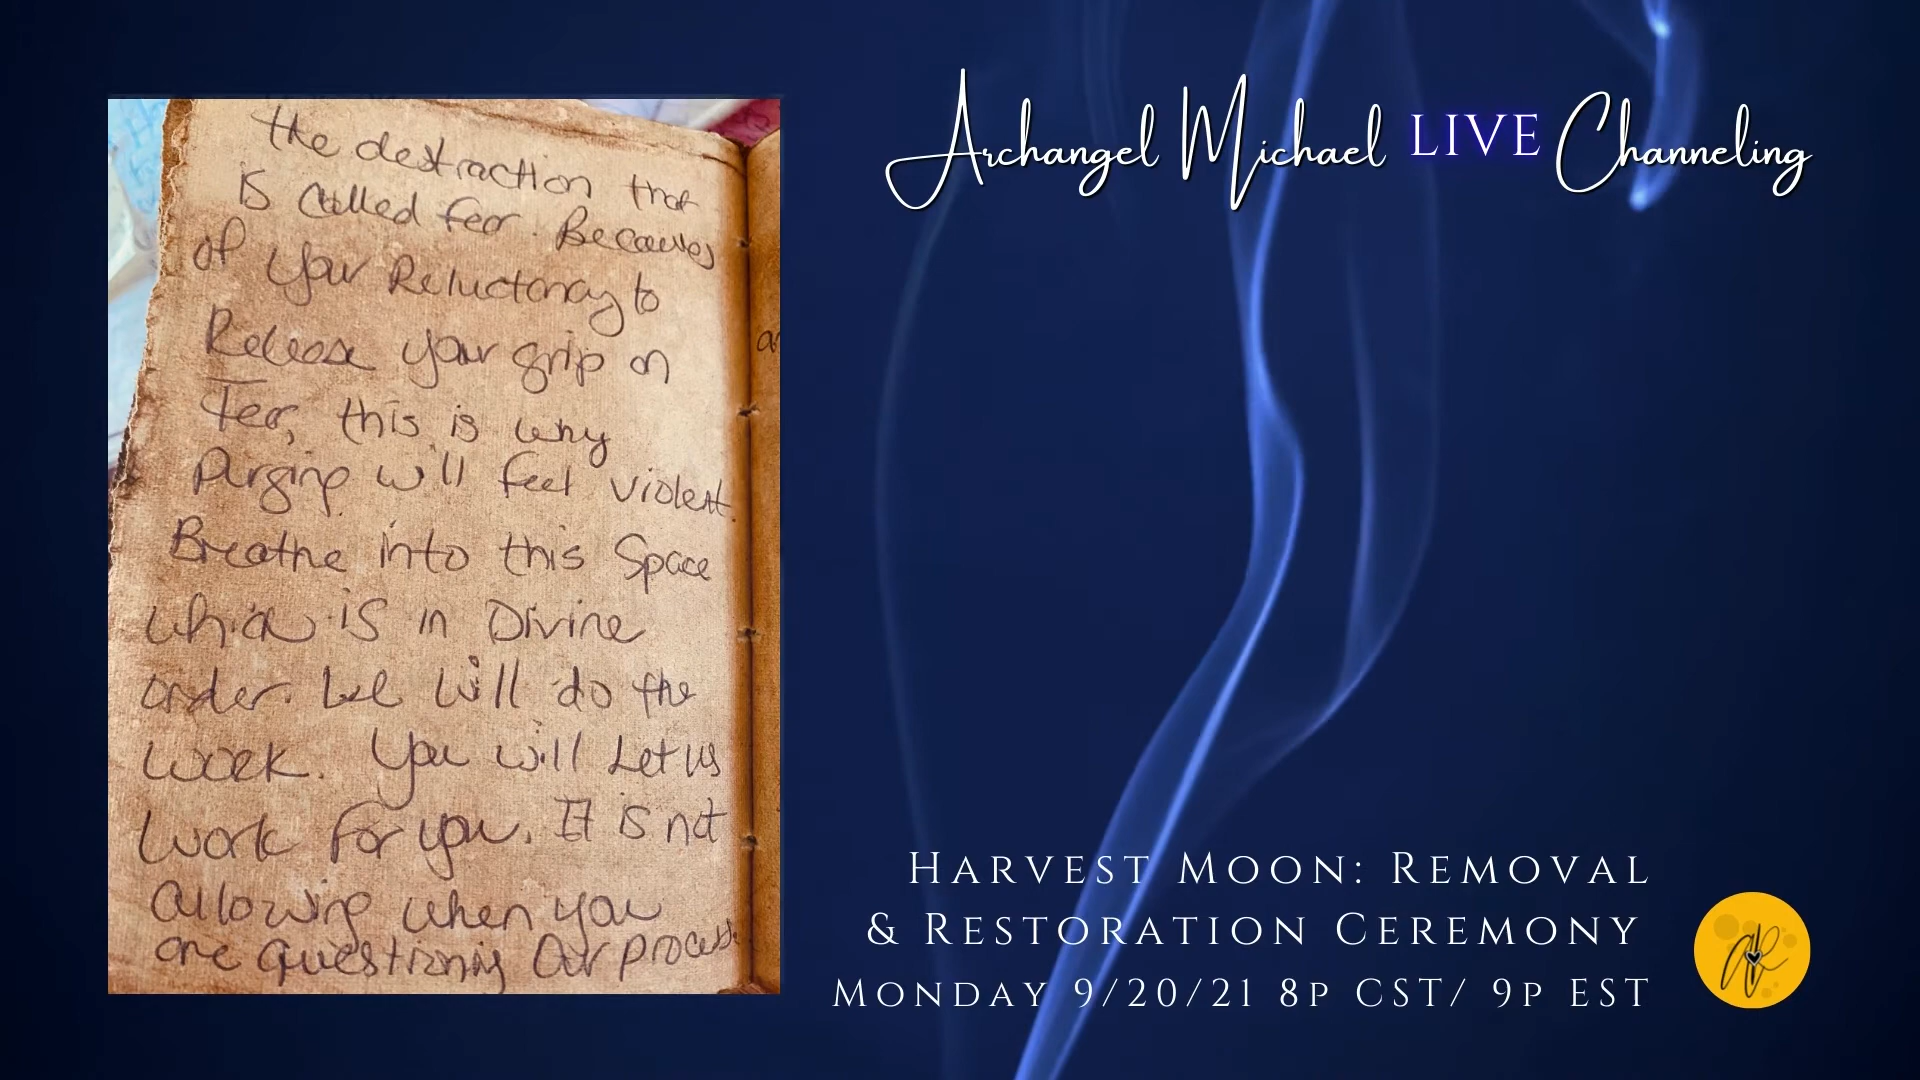 the destraction that
is called fear. Because
of your Reluctancy to
Release your grip on
Fear, this is why
Purging will feel violent.
Breathe into this Space
which is in Divine
order. We will do the
work. You will Let us
work for you. It is not
allowing when you
are questioning Our process
Archangel Michael LIVE Channeling
Harvest Moon: Removal
& Restoration Ceremony
Monday 9/20/21 8p CST/ 9p EST